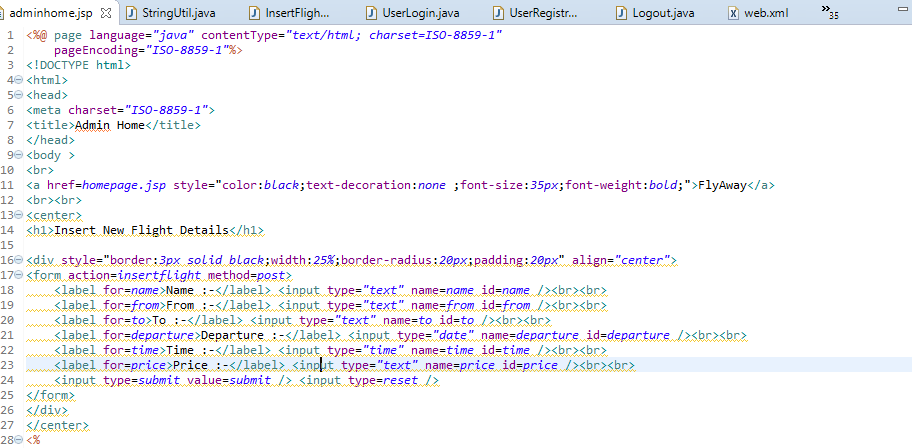 adminhome.jsp StringUtil.java InsertFligh... UserLogin.java UserRegistr... Logout.java web.xml »35
1 <%@ page language="java" contentType="text/html; charset=ISO-8859-1"
2     pageEncoding="ISO-8859-1"%>
3 <!DOCTYPE html>
4 <html>
5 <head>
6 <meta charset="ISO-8859-1">
7 <title>Admin Home</title>
8 </head>
9 <body >
10 <br>
11 <a href=homepage.jsp style="color:black;text-decoration:none ;font-size:35px;font-weight:bold;">FlyAway</a>
12 <br><br>
13 <center>
14 <h1>Insert New Flight Details</h1>
15
16 <div style="border:3px solid black;width:25%;border-radius:20px;padding:20px" align="center">
17 <form action=insertflight method=post>
18     <label for=name>Name :-</label> <input type="text" name=name id=name /><br><br>
19     <label for=from>From :-</label> <input type="text" name=from id=from /><br><br>
20     <label for=to>To :-</label> <input type="text" name=to id=to /><br><br>
21     <label for=departure>Departure :-</label> <input type="date" name=departure id=departure /><br><br>
22     <label for=time>Time :-</label> <input type="time" name=time id=time /><br><br>
23     <label for=price>Price :-</label> <input type="text" name=price id=price /><br><br>
24     <input type=submit value=submit /> <input type=reset />
25 </form>
26 </div>
27 </center>
28 <%